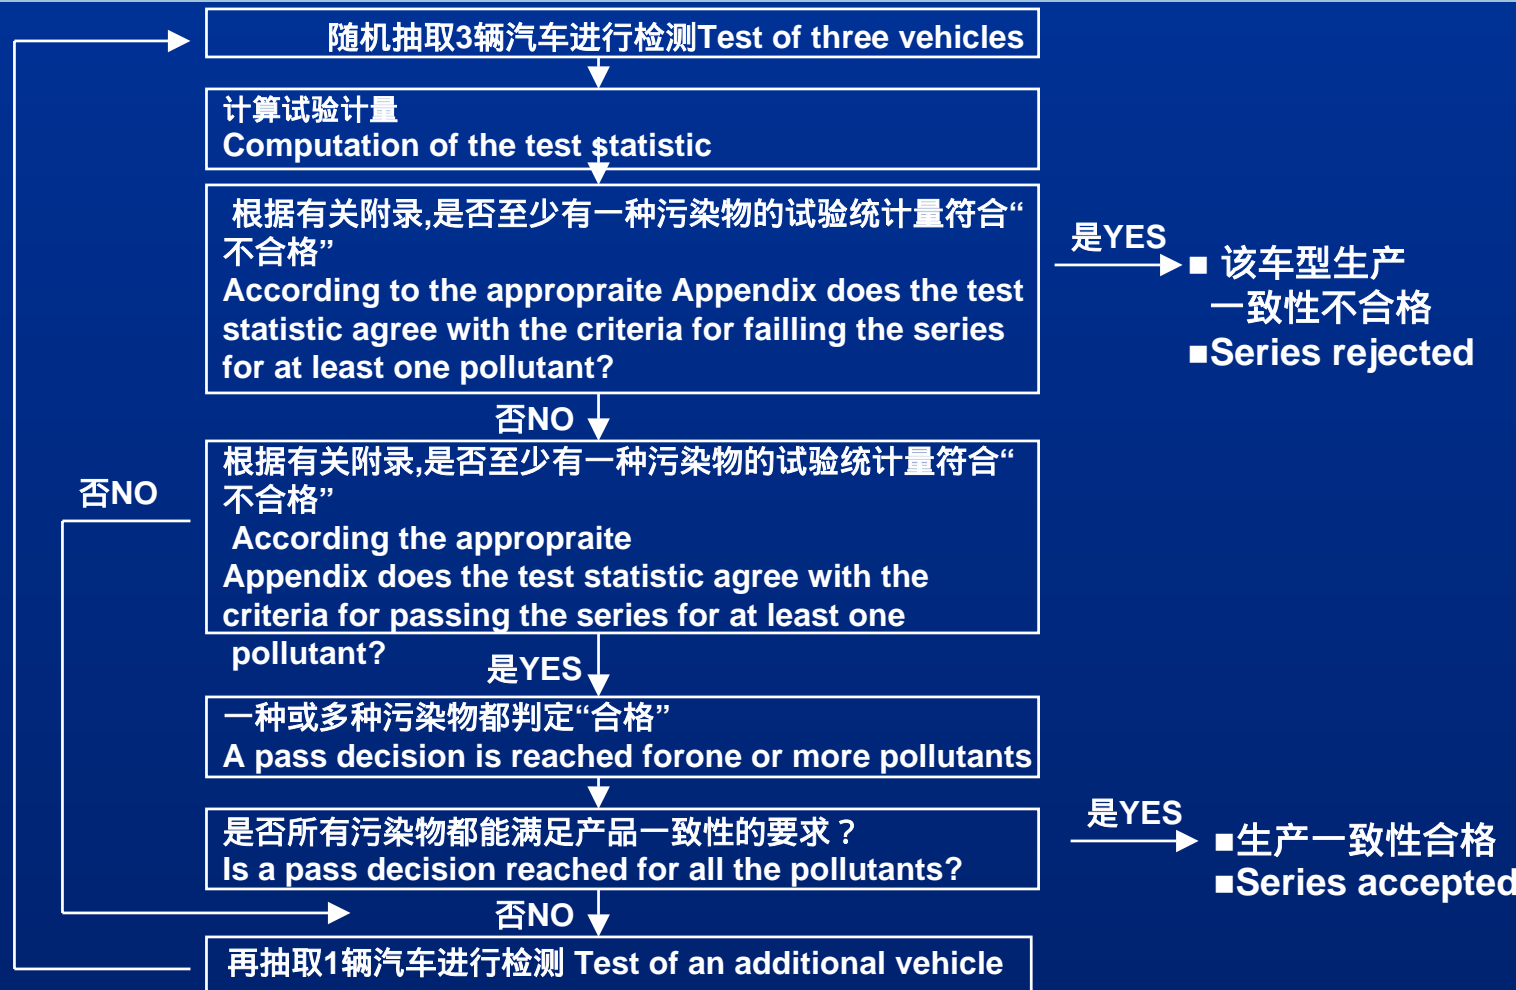 随机抽取3辆汽车进行检测Test of three vehicles
计算试验计量
Computation of the test statistic
根据有关附录,是否至少有一种污染物的试验统计量符合“
不合格”
According to the appropraite Appendix does the test
statistic agree with the criteria for failling the series
for at least one pollutant?
是YES
■ 该车型生产
一致性不合格
■Series rejected
否NO
根据有关附录,是否至少有一种污染物的试验统计量符合“
不合格”
According the appropraite
Appendix does the test statistic agree with the
criteria for passing the series for at least one
pollutant?
否NO
是YES
一种或多种污染物都判定“合格”
A pass decision is reached forone or more pollutants
是否所有污染物都能满足产品一致性的要求？
Is a pass decision reached for all the pollutants?
是YES
■生产一致性合格
■Series accepted
否NO
再抽取1辆汽车进行检测 Test of an additional vehicle